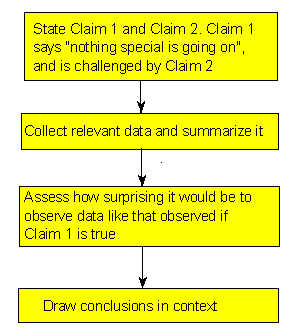 State Claim 1 and Claim 2. Claim 1
says "nothing special is going on",
and is challenged by Claim 2
Collect relevant data and summarize it
Assess how surprising it would be to
observe data like that observed if
Claim 1 is true
Draw conclusions in context